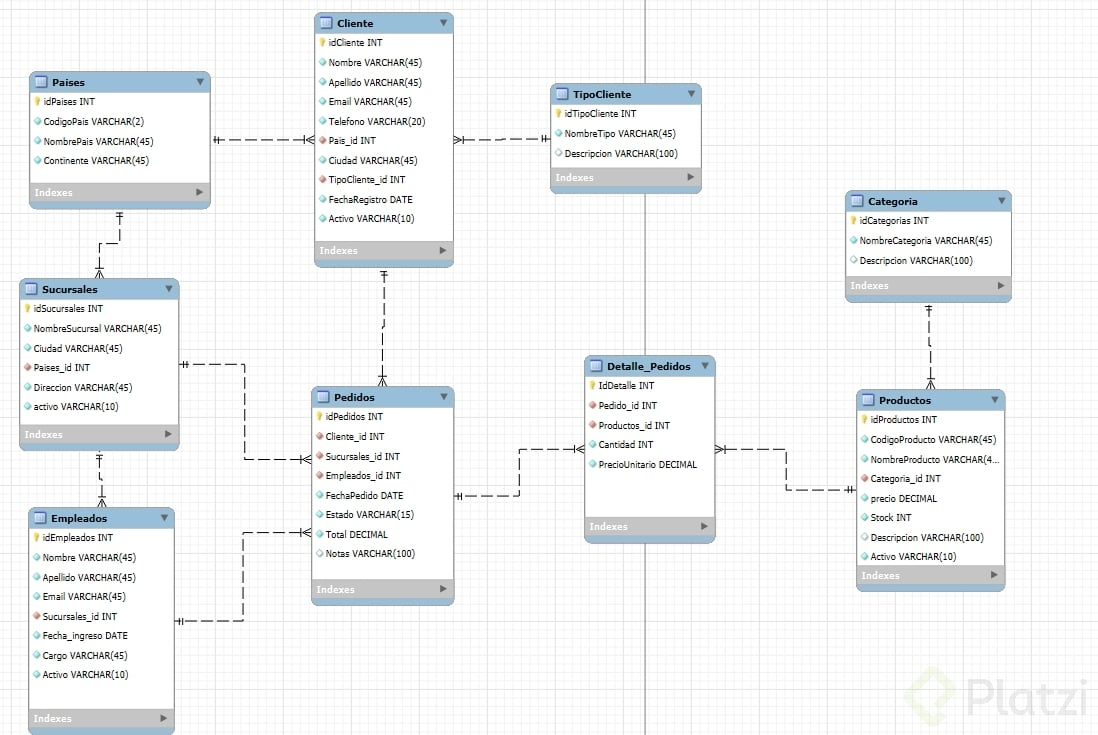 Paises
idPaises INT
CodigoPais VARCHAR(2)
NombrePais VARCHAR(45)
Continente VARCHAR(45)
Indexes
Cliente
idCliente INT
Nombre VARCHAR(45)
Apellido VARCHAR(45)
Email VARCHAR(45)
Telefono VARCHAR(20)
Pais_id INT
Ciudad VARCHAR(45)
TipoCliente_id INT
FechaRegistro DATE
Activo VARCHAR(10)
Indexes
TipoCliente
idTipoCliente INT
NombreTipo VARCHAR(45)
Descripcion VARCHAR(100)
Indexes
Categoria
idCategorias INT
NombreCategoria VARCHAR(45)
Descripcion VARCHAR(100)
Indexes
Sucursales
idSucursales INT
NombreSucursal VARCHAR(45)
Ciudad VARCHAR(45)
Paises_id INT
Direccion VARCHAR(45)
activo VARCHAR(10)
Indexes
Pedidos
idPedidos INT
Cliente_id INT
Sucursales_id INT
Empleados_id INT
FechaPedido DATE
Estado VARCHAR(15)
Total DECIMAL
Notas VARCHAR(100)
Indexes
Detalle_Pedidos
IdDetalle INT
Pedido_id INT
Productos_id INT
Cantidad INT
PrecioUnitario DECIMAL
Indexes
Productos
idProductos INT
CodigoProducto VARCHAR(45)
NombreProducto VARCHAR(4...
Categoria_id INT
precio DECIMAL
Stock INT
Descripcion VARCHAR(100)
Activo VARCHAR(10)
Indexes
Empleados
idEmpleados INT
Nombre VARCHAR(45)
Apellido VARCHAR(45)
Email VARCHAR(45)
Sucursales_id INT
Fecha_ingreso DATE
Cargo VARCHAR(45)
Activo VARCHAR(10)
Indexes
Platzi